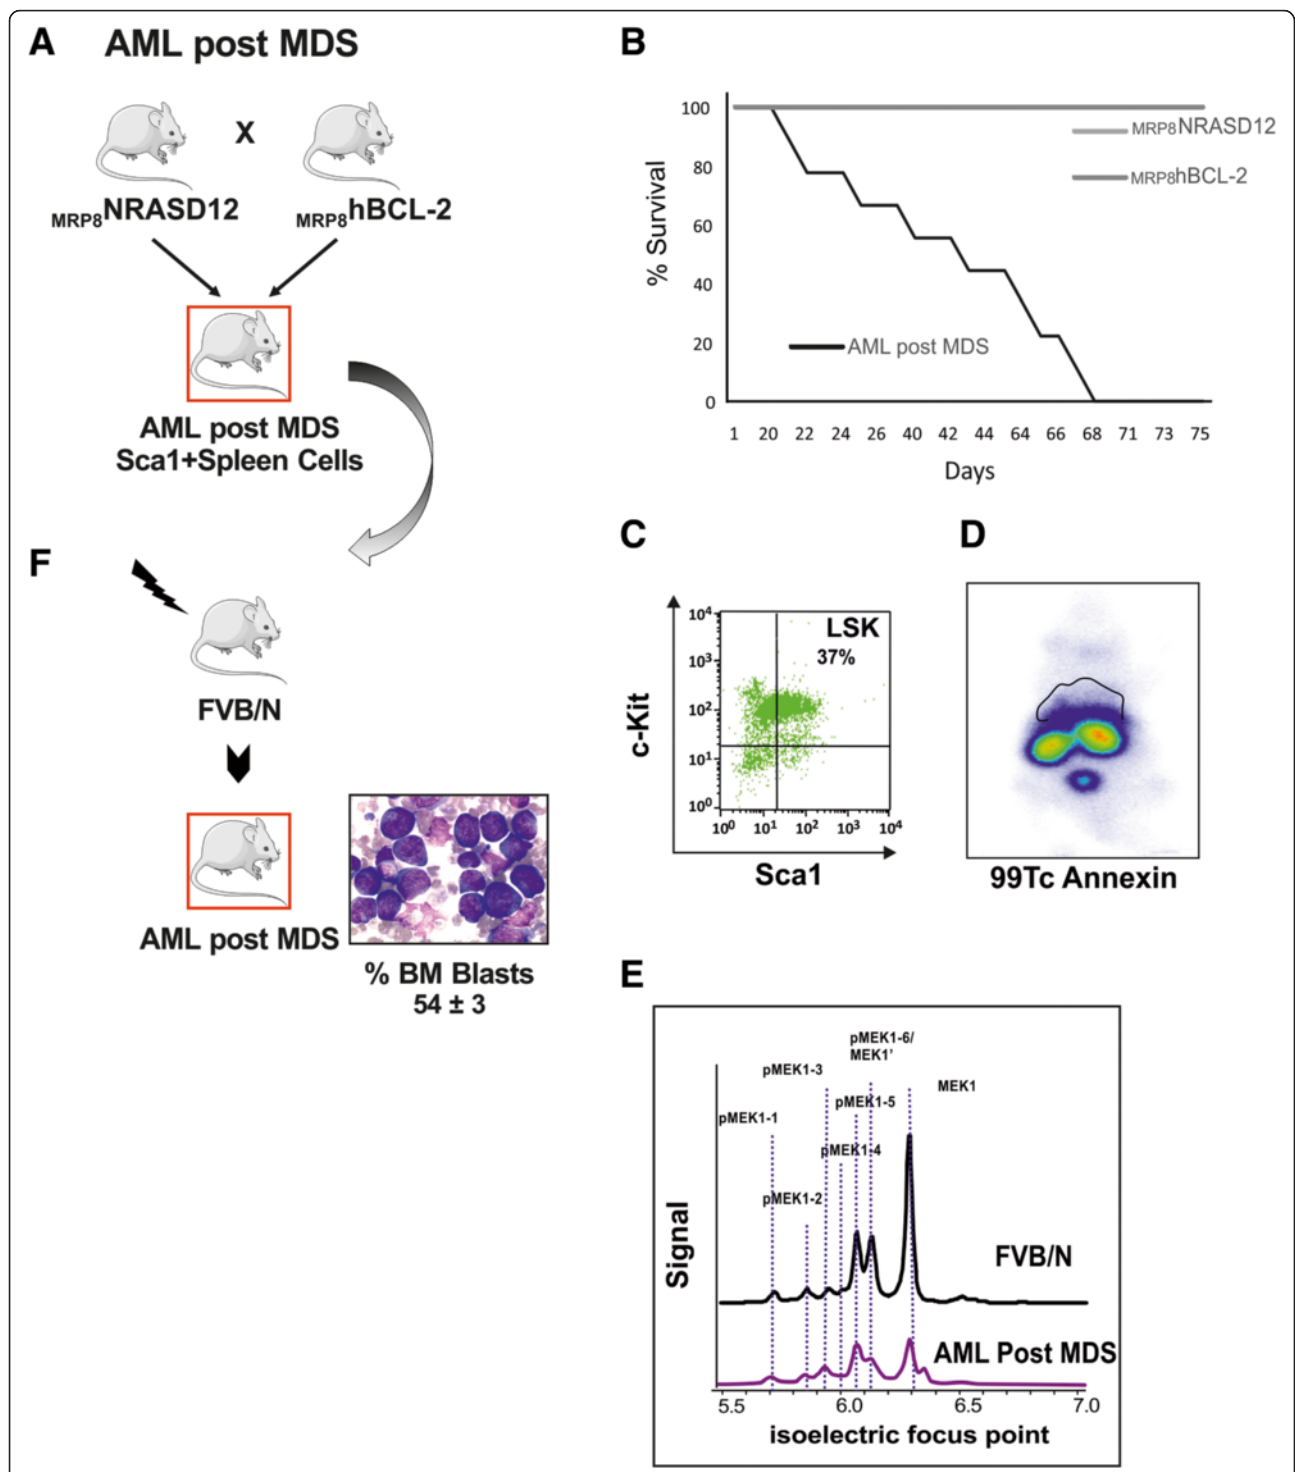 A AML post MDS
X
MRP8NRASD12
MRP8hBCL-2
AML post MDS
Sca1+Spleen Cells
B
% Survival
100
80
60
40
20
0
MRP8NRASD12
MRP8hBCL-2
AML post MDS
1 20 22 24 26 40 42 44 64 66 68 71 73 75
Days
C
c-Kit
10⁴
10³
10²
10¹
10⁰
LSK
37%
10⁰ 10¹ 10² 10³ 10⁴
Sca1
D
99Tc Annexin
E
Signal
pMEK1-6/
MEK1'
pMEK1-3
MEK1
pMEK1-5
pMEK1-1
pMEK1-4
pMEK1-2
FVB/N
AML Post MDS
5.5 6.0 6.5 7.0
isoelectric focus point
F
FVB/N
AML post MDS
% BM Blasts
54 ± 3